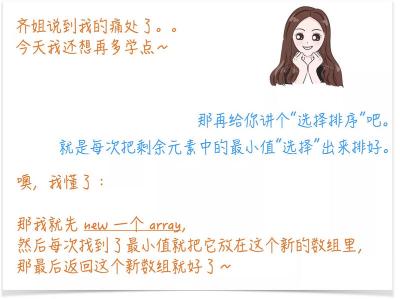 齐姐说到我的痛处了。。
今天我还想再多学点~
那再给你讲个“选择排序”吧。
就是每次把剩余元素中的最小值“选择”出来排好。
噢，我懂了：
那我就先 new 一个 array,
然后每次找到了最小值就把它放在这个新的数组里，
那最后返回这个新数组就好了~